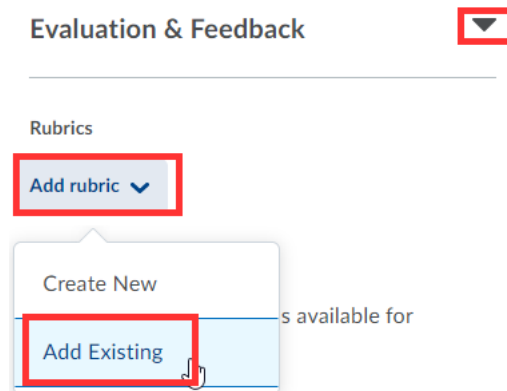 Evaluation & Feedback
Rubrics
Add rubric
Create New
s available for
Add Existing